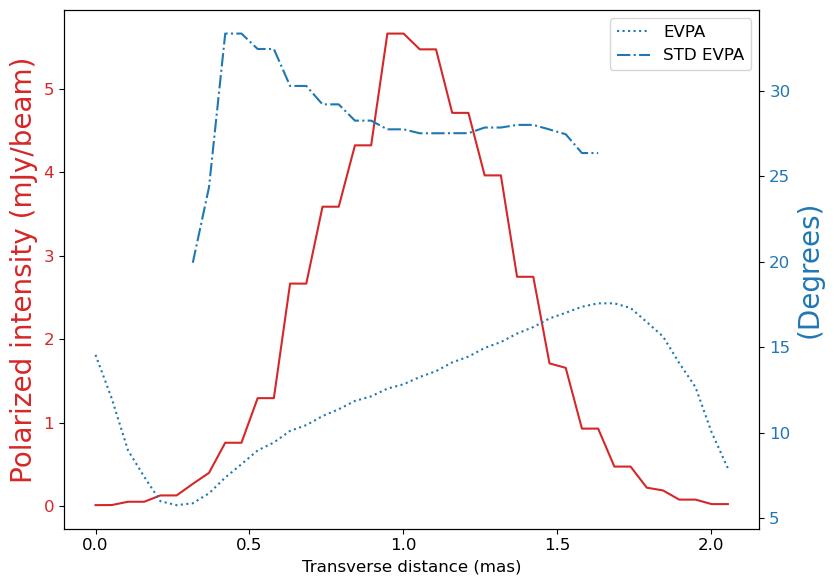 EVPA
STD EVPA
Polarized intensity (mJy/beam)
5
4
3
2
1
0
30
25
20
15
10
5
(Degrees)
0.0 0.5 1.0 1.5 2.0
Transverse distance (mas)